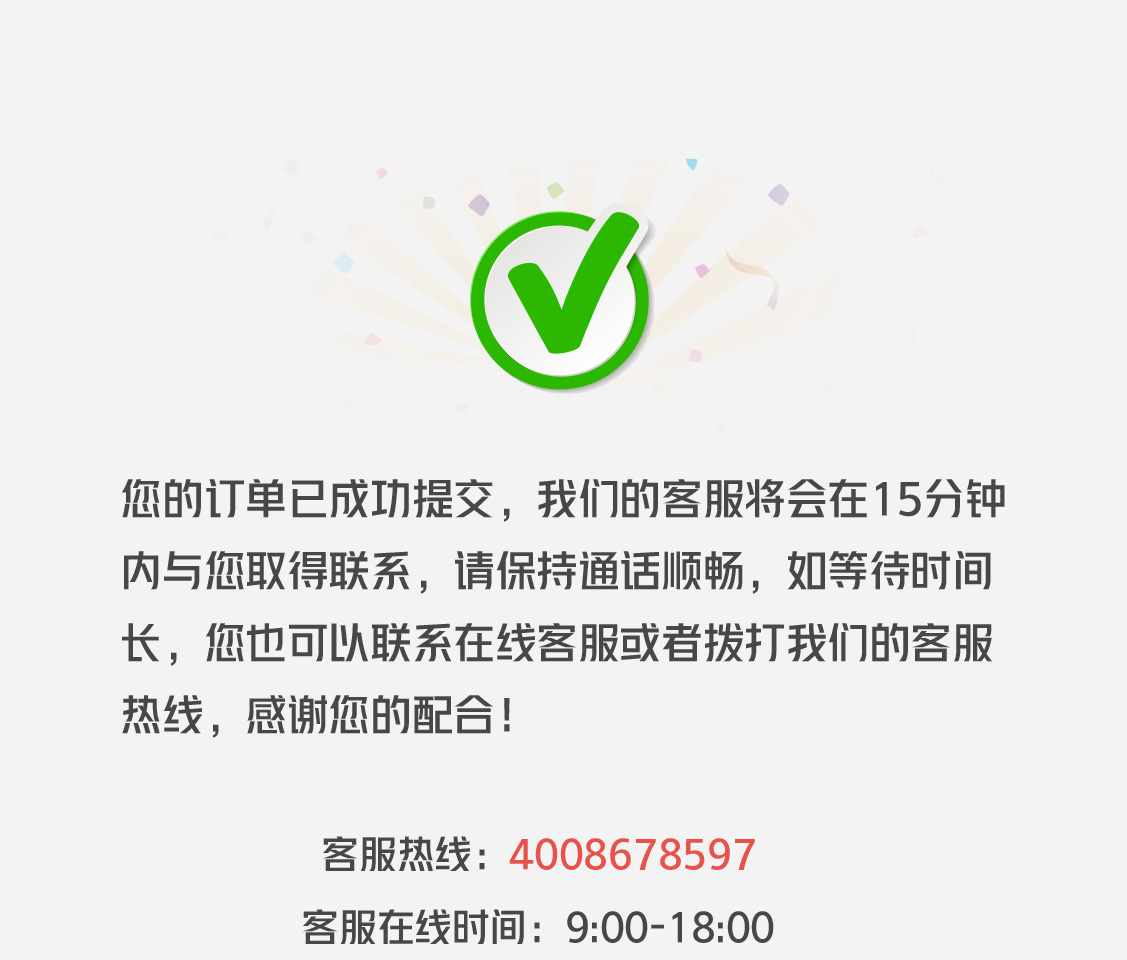 您的订单已成功提交，我们的客服将会在15分钟
内与您取得联系，请保持通话顺畅，如等待时间
长，您也可以联系在线客服或者拨打我们的客服
热线，感谢您的配合！
客服热线：4008678597
客服在线时间：9:00-18:00